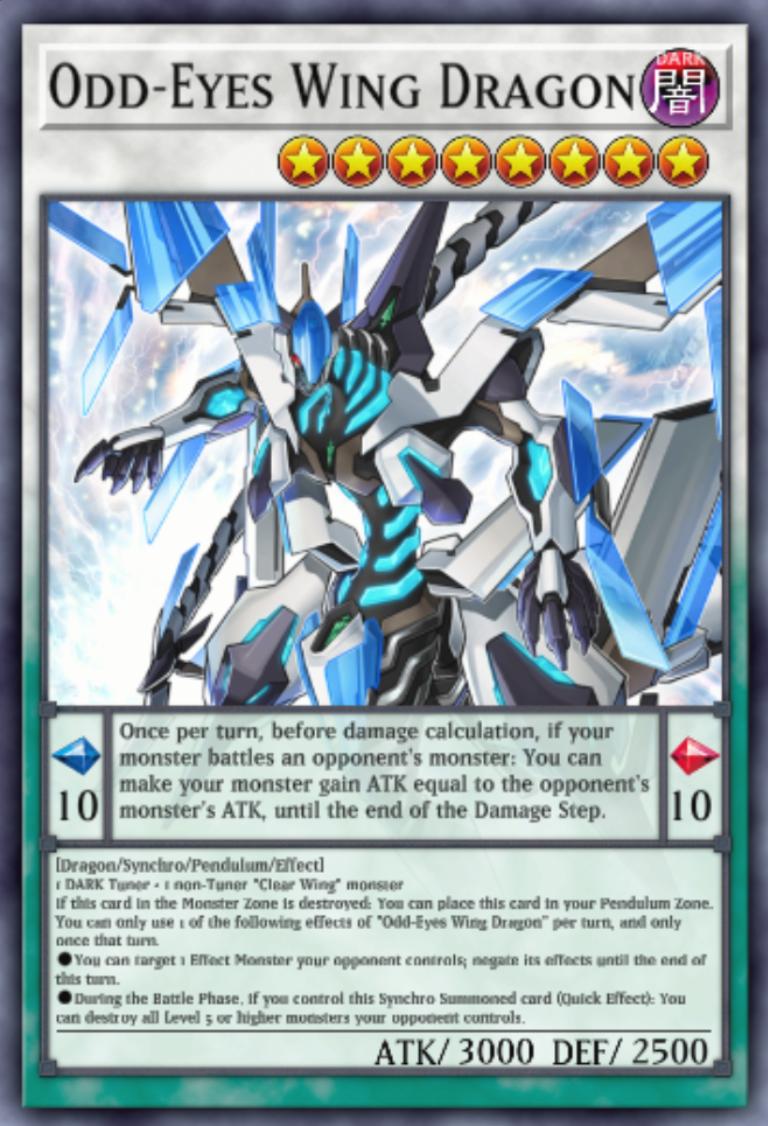 ODD-EYES WING DRAGON
DARK
闇
Once per turn, before damage calculation, if your
monster battles an opponent's monster: You can
make your monster gain ATK equal to the opponent's
monster's ATK, until the end of the Damage Step.
10
10
[Dragon/Synchro/Pendulum/Effect]
1 DARK Tuner + 1 non-Tuner "Clear Wing" monster
If this card in the Monster Zone is destroyed: You can place this card in your Pendulum Zone.
You can only use 1 of the following effects of "Odd-Eyes Wing Dragon" per turn, and only
once that turn.
●You can target 1 Effect Monster your opponent controls; negate its effects until the end of
this turn.
●During the Battle Phase, if you control this Synchro Summoned card (Quick Effect): You
can destroy all Level 5 or higher monsters your opponent controls.
ATK/ 3000 DEF/ 2500